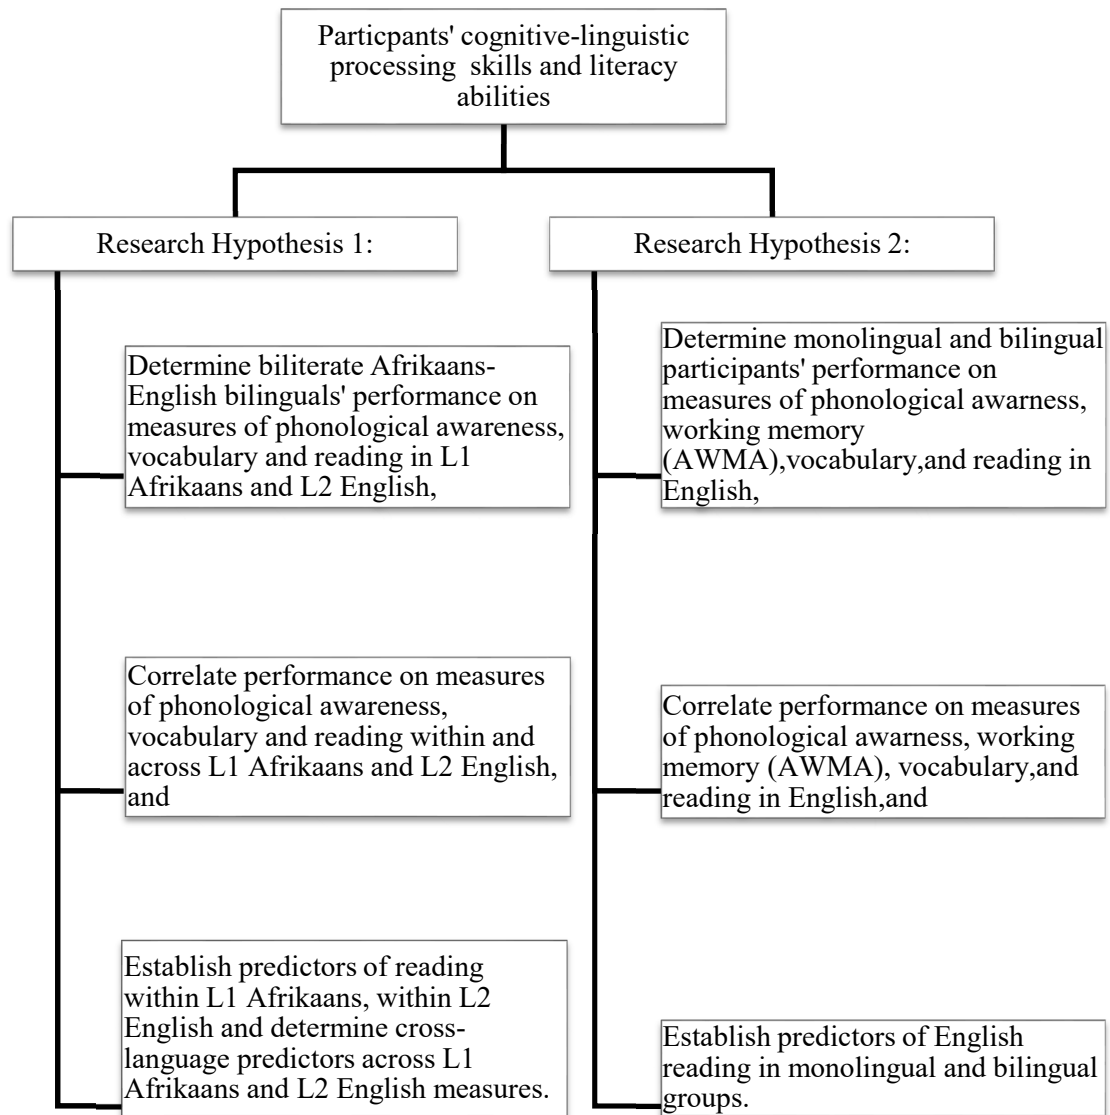 Particpants' cognitive-linguistic
processing skills and literacy
abilities
Research Hypothesis 1:
Determine biliterate Afrikaans-
English bilinguals' performance on
measures of phonological awareness,
vocabulary and reading in L1
Afrikaans and L2 English,
Correlate performance on measures
of phonological awareness,
vocabulary and reading within and
across L1 Afrikaans and L2 English,
and
Establish predictors of reading
within L1 Afrikaans, within L2
English and determine cross-
language predictors across L1
Afrikaans and L2 English measures.
Research Hypothesis 2:
Determine monolingual and bilingual
participants' performance on
measures of phonological awarness,
working memory
(AWMA),vocabulary,and reading in
English,
Correlate performance on measures
of phonological awarness, working
memory (AWMA), vocabulary,and
reading in English,and
Establish predictors of English
reading in monolingual and bilingual
groups.